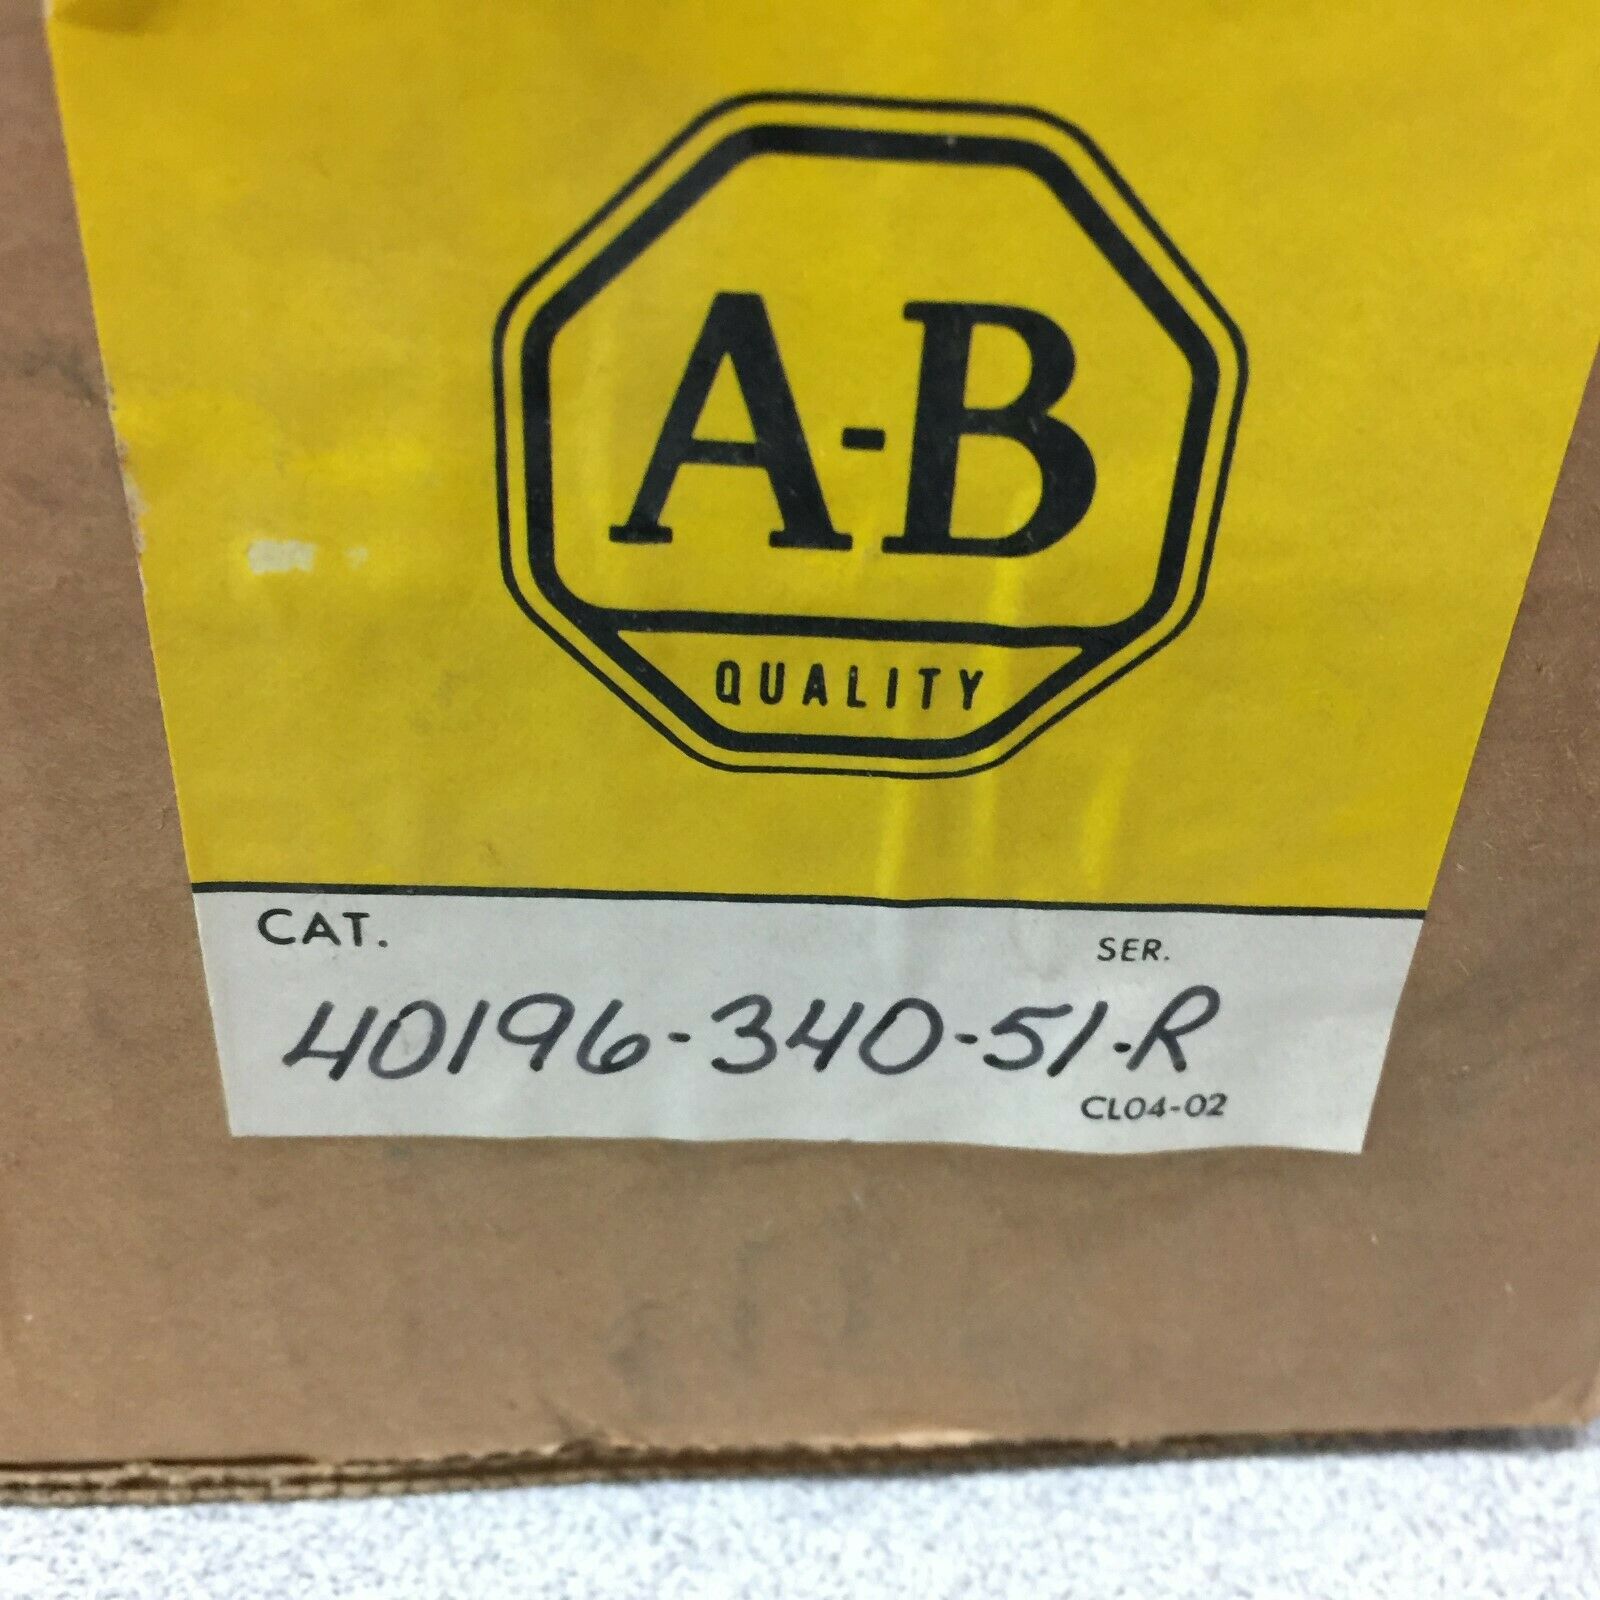 A-B
QUALITY
CAT.
SER.
40196-340-51-R
CL04-02